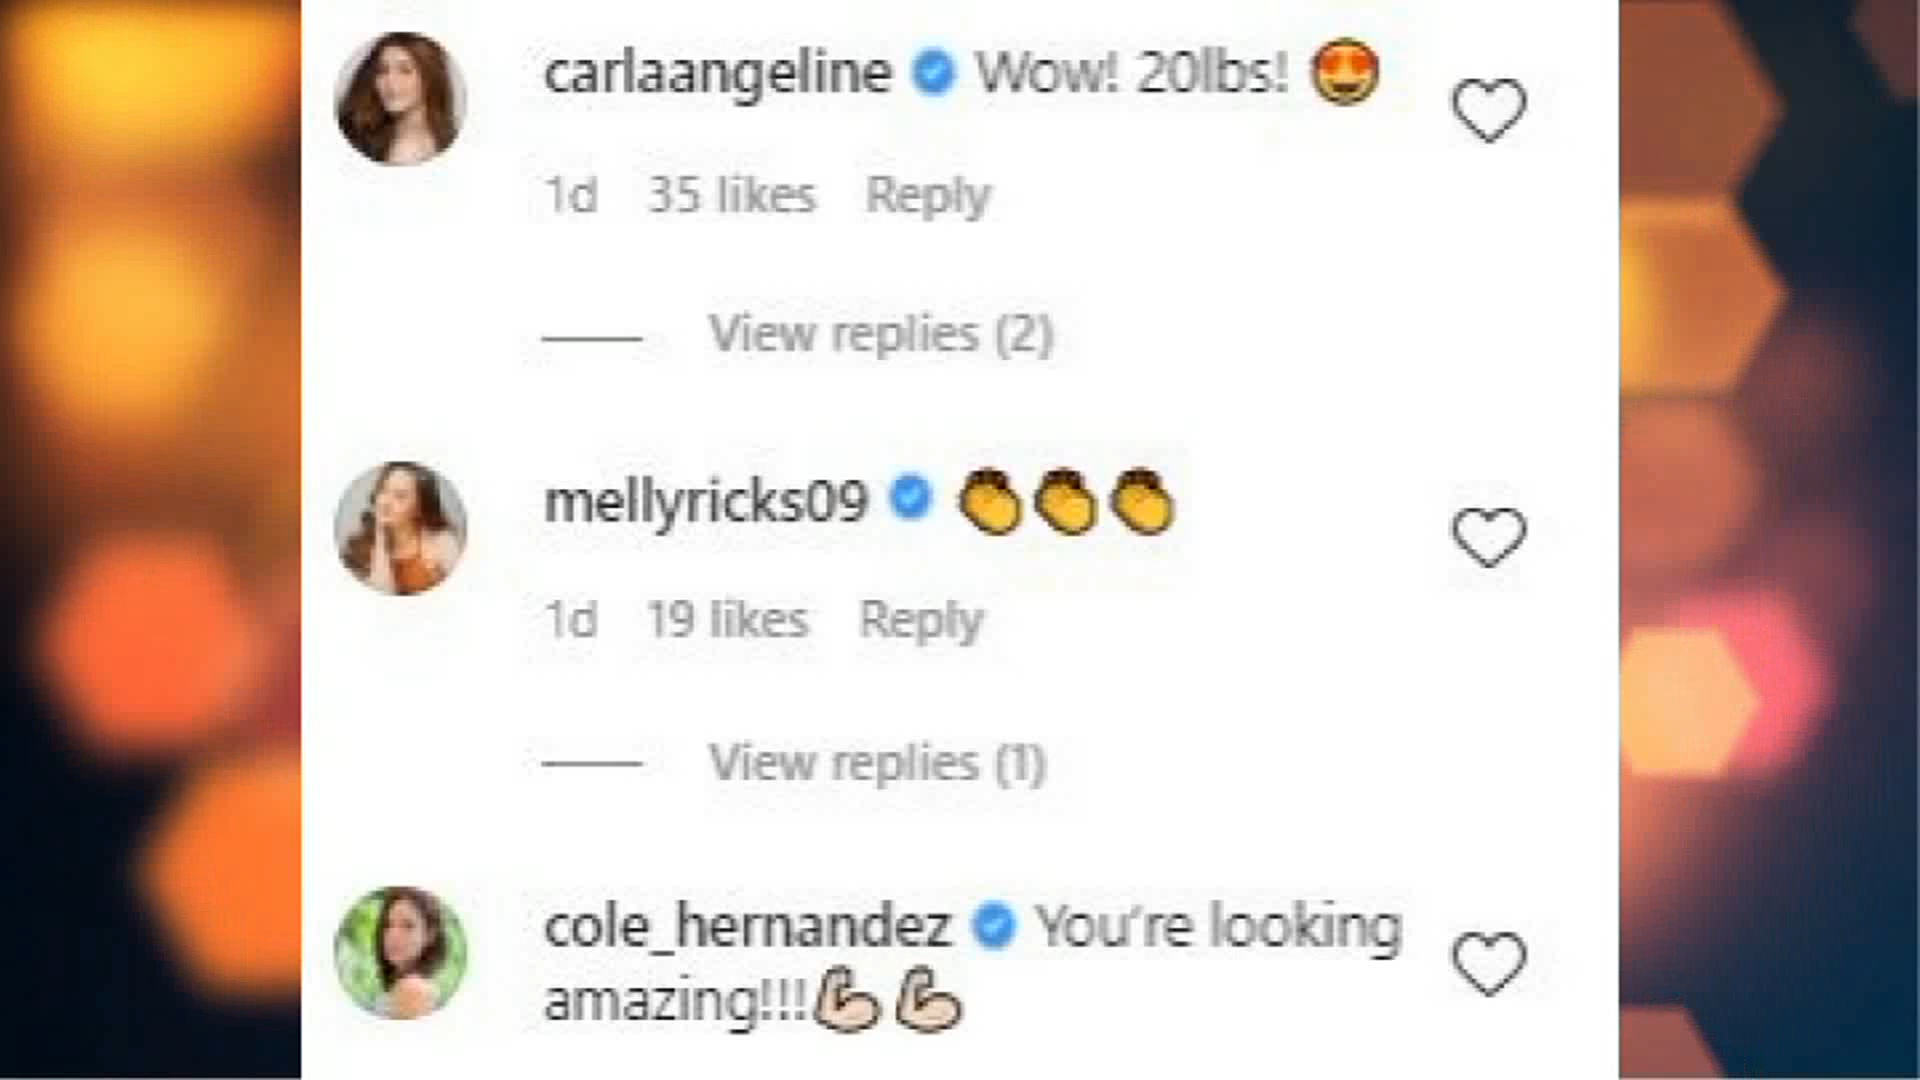 carlaangeline Wow! 20lbs! 😍
1d 35 likes Reply
View replies (2)
mellyricks09 👏👏👏
1d 19 likes Reply
View replies (1)
cole_hernandez You're looking
amazing!!!💪🏻💪🏻